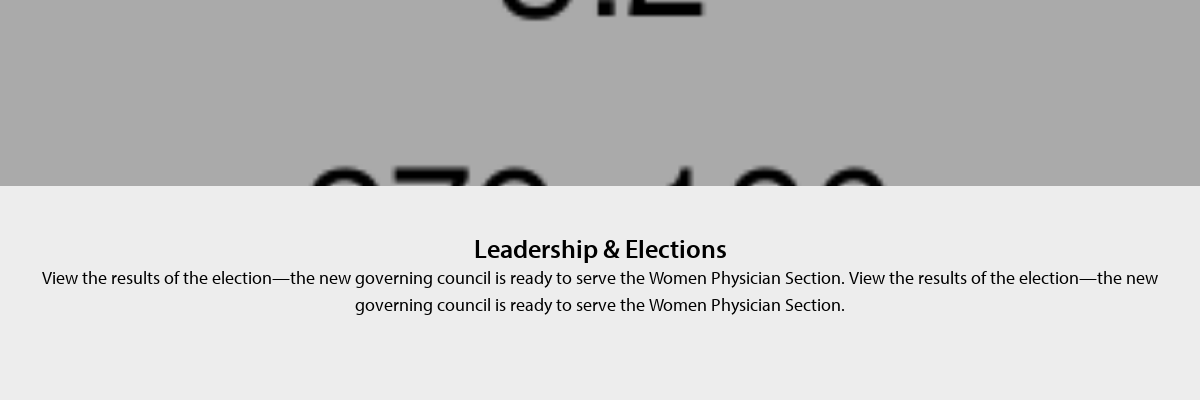 Leadership & Elections
View the results of the election—the new governing council is ready to serve the Women Physician Section. View the results of the election—the new
governing council is ready to serve the Women Physician Section.